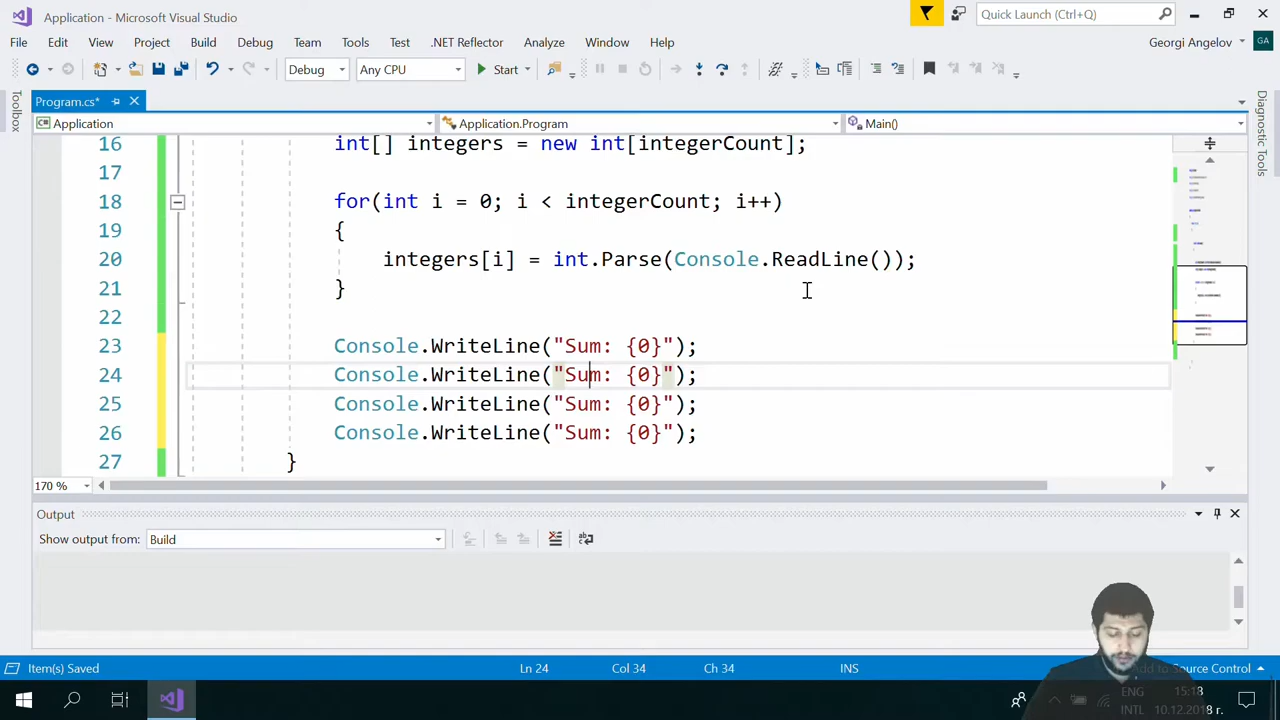 Application - Microsoft Visual Studio
Quick Launch (Ctrl+Q)
File Edit View Project Build Debug Team Tools Test .NET Reflector Analyze Window Help
Georgi Angelov GA
Debug Any CPU Start
Toolbox
Program.cs*
Application Application.Program Main()
Diagnostic Tools
16 int[] integers = new int[integerCount];
17
18 for(int i = 0; i < integerCount; i++)
19 {
20 integers[i] = int.Parse(Console.ReadLine());
21 }
22
23 Console.WriteLine("Sum: {0}");
24 Console.WriteLine("Sum: {0}");
25 Console.WriteLine("Sum: {0}");
26 Console.WriteLine("Sum: {0}");
27 }
170 %
Output
Show output from: Build
Item(s) Saved Ln 24 Col 34 Ch 34 INS to Source Control
ENG 15:18
INTL